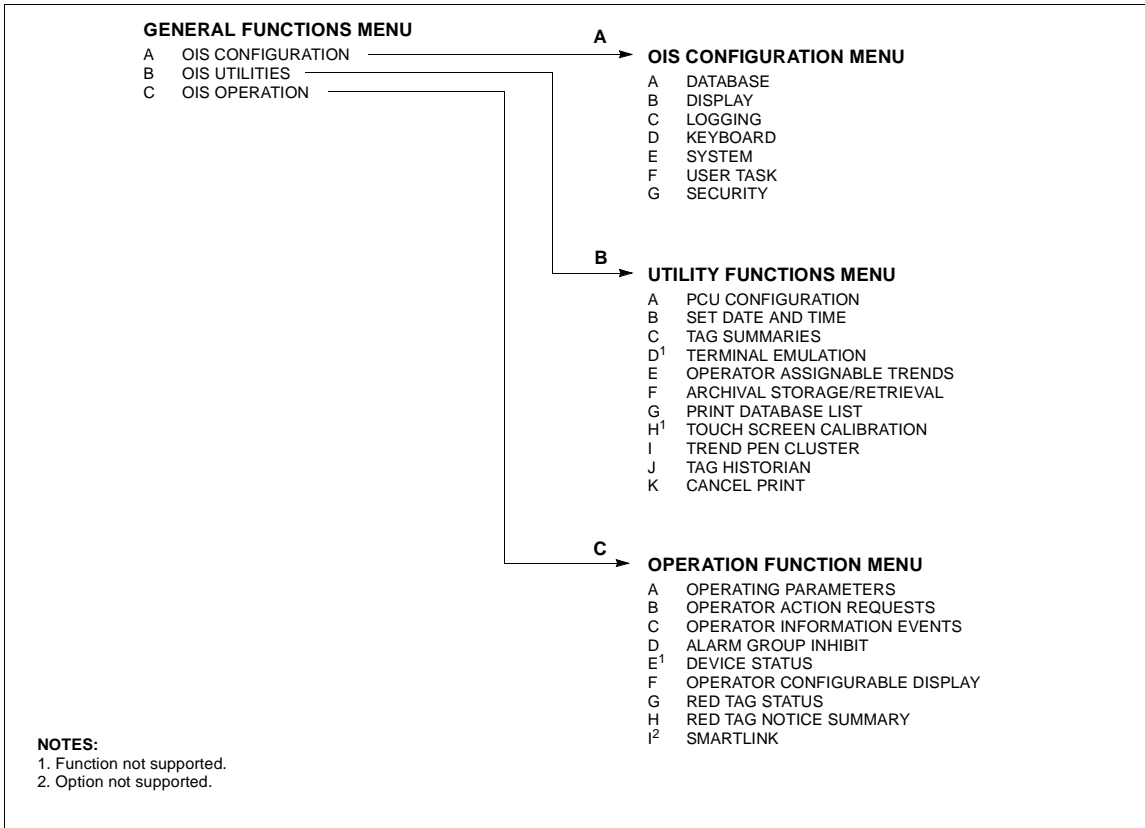 GENERAL FUNCTIONS MENU
A OIS CONFIGURATION
B OIS UTILITIES
C OIS OPERATION
A
OIS CONFIGURATION MENU
A DATABASE
B DISPLAY
C LOGGING
D KEYBOARD
E SYSTEM
F USER TASK
G SECURITY
B
UTILITY FUNCTIONS MENU
A PCU CONFIGURATION
B SET DATE AND TIME
C TAG SUMMARIES
D1 TERMINAL EMULATION
E OPERATOR ASSIGNABLE TRENDS
F ARCHIVAL STORAGE/RETRIEVAL
G PRINT DATABASE LIST
H1 TOUCH SCREEN CALIBRATION
I TREND PEN CLUSTER
J TAG HISTORIAN
K CANCEL PRINT
C
OPERATION FUNCTION MENU
A OPERATING PARAMETERS
B OPERATOR ACTION REQUESTS
C OPERATOR INFORMATION EVENTS
D ALARM GROUP INHIBIT
E1 DEVICE STATUS
F OPERATOR CONFIGURABLE DISPLAY
G RED TAG STATUS
H RED TAG NOTICE SUMMARY
I2 SMARTLINK
NOTES:
1. Function not supported.
2. Option not supported.